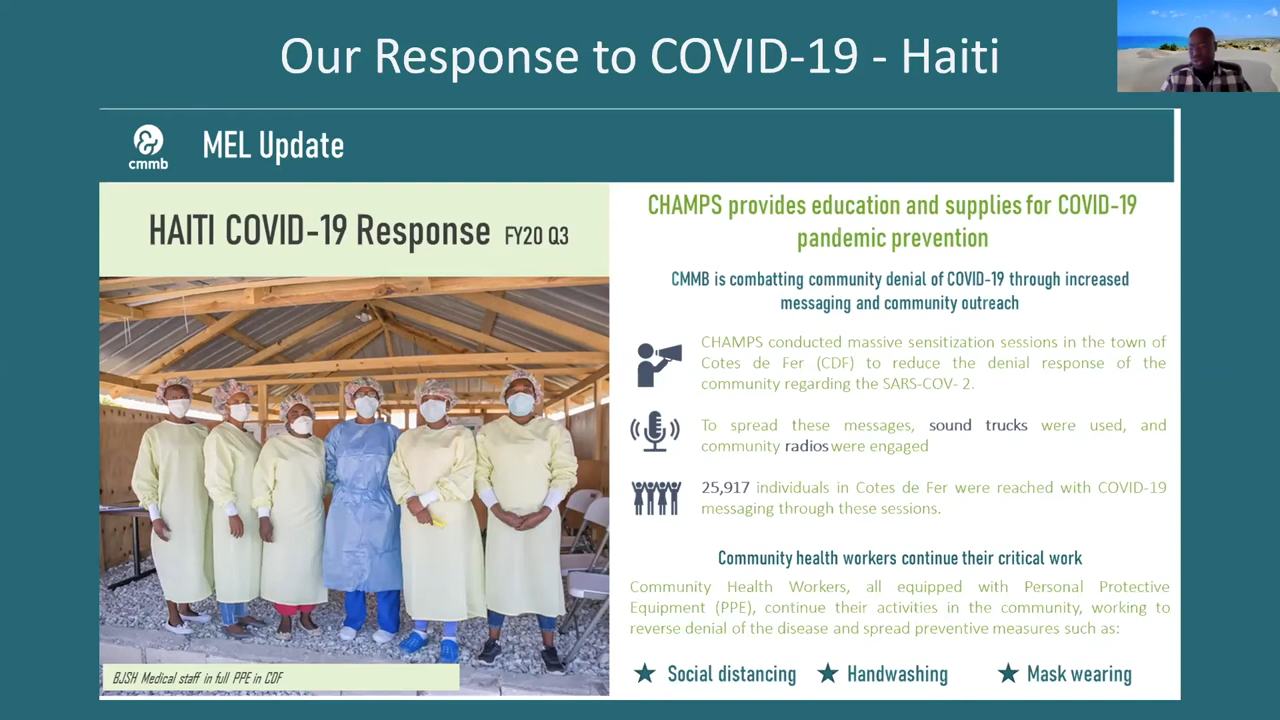 Our Response to COVID-19 - Haiti
cmmb
MEL Update
HAITI COVID-19 Response FY20 Q3
BJSH Medical staff in full PPE in CDF
CHAMPS provides education and supplies for COVID-19
pandemic prevention
CMMB is combatting community denial of COVID-19 through increased
messaging and community outreach
CHAMPS conducted massive sensitization sessions in the town of
Cotes de Fer (CDF) to reduce the denial response of the
community regarding the SARS-COV- 2.
To spread these messages, sound trucks were used, and
community radios were engaged
25,917 individuals in Cotes de Fer were reached with COVID-19
messaging through these sessions.
Community health workers continue their critical work
Community Health Workers, all equipped with Personal Protective
Equipment (PPE), continue their activities in the community, working to
reverse denial of the disease and spread preventive measures such as:
★ Social distancing ★ Handwashing ★ Mask wearing